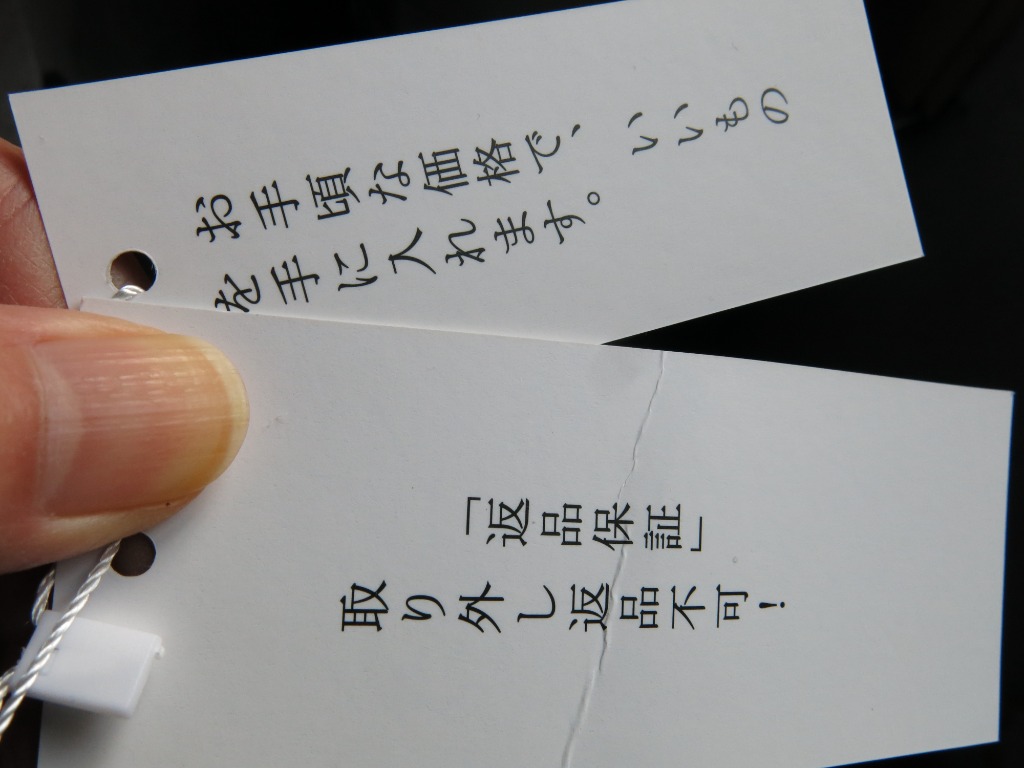 お手頃な価格で、いいもの
を手に入れます。
「返品保証」
取り外し返品不可!